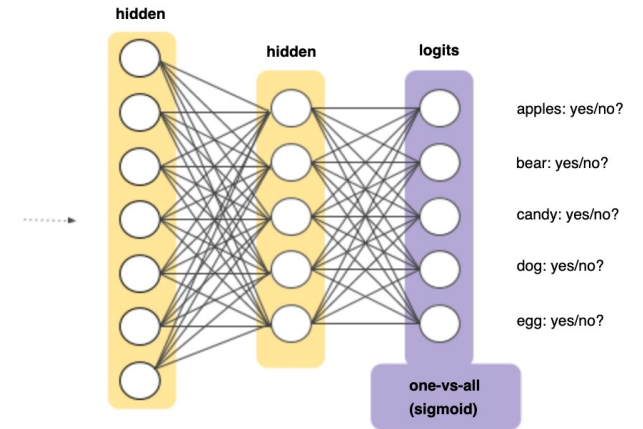 hidden
hidden
logits
apples: yes/no?
bear: yes/no?
candy: yes/no?
dog: yes/no?
egg: yes/no?
one-vs-all
(sigmoid)